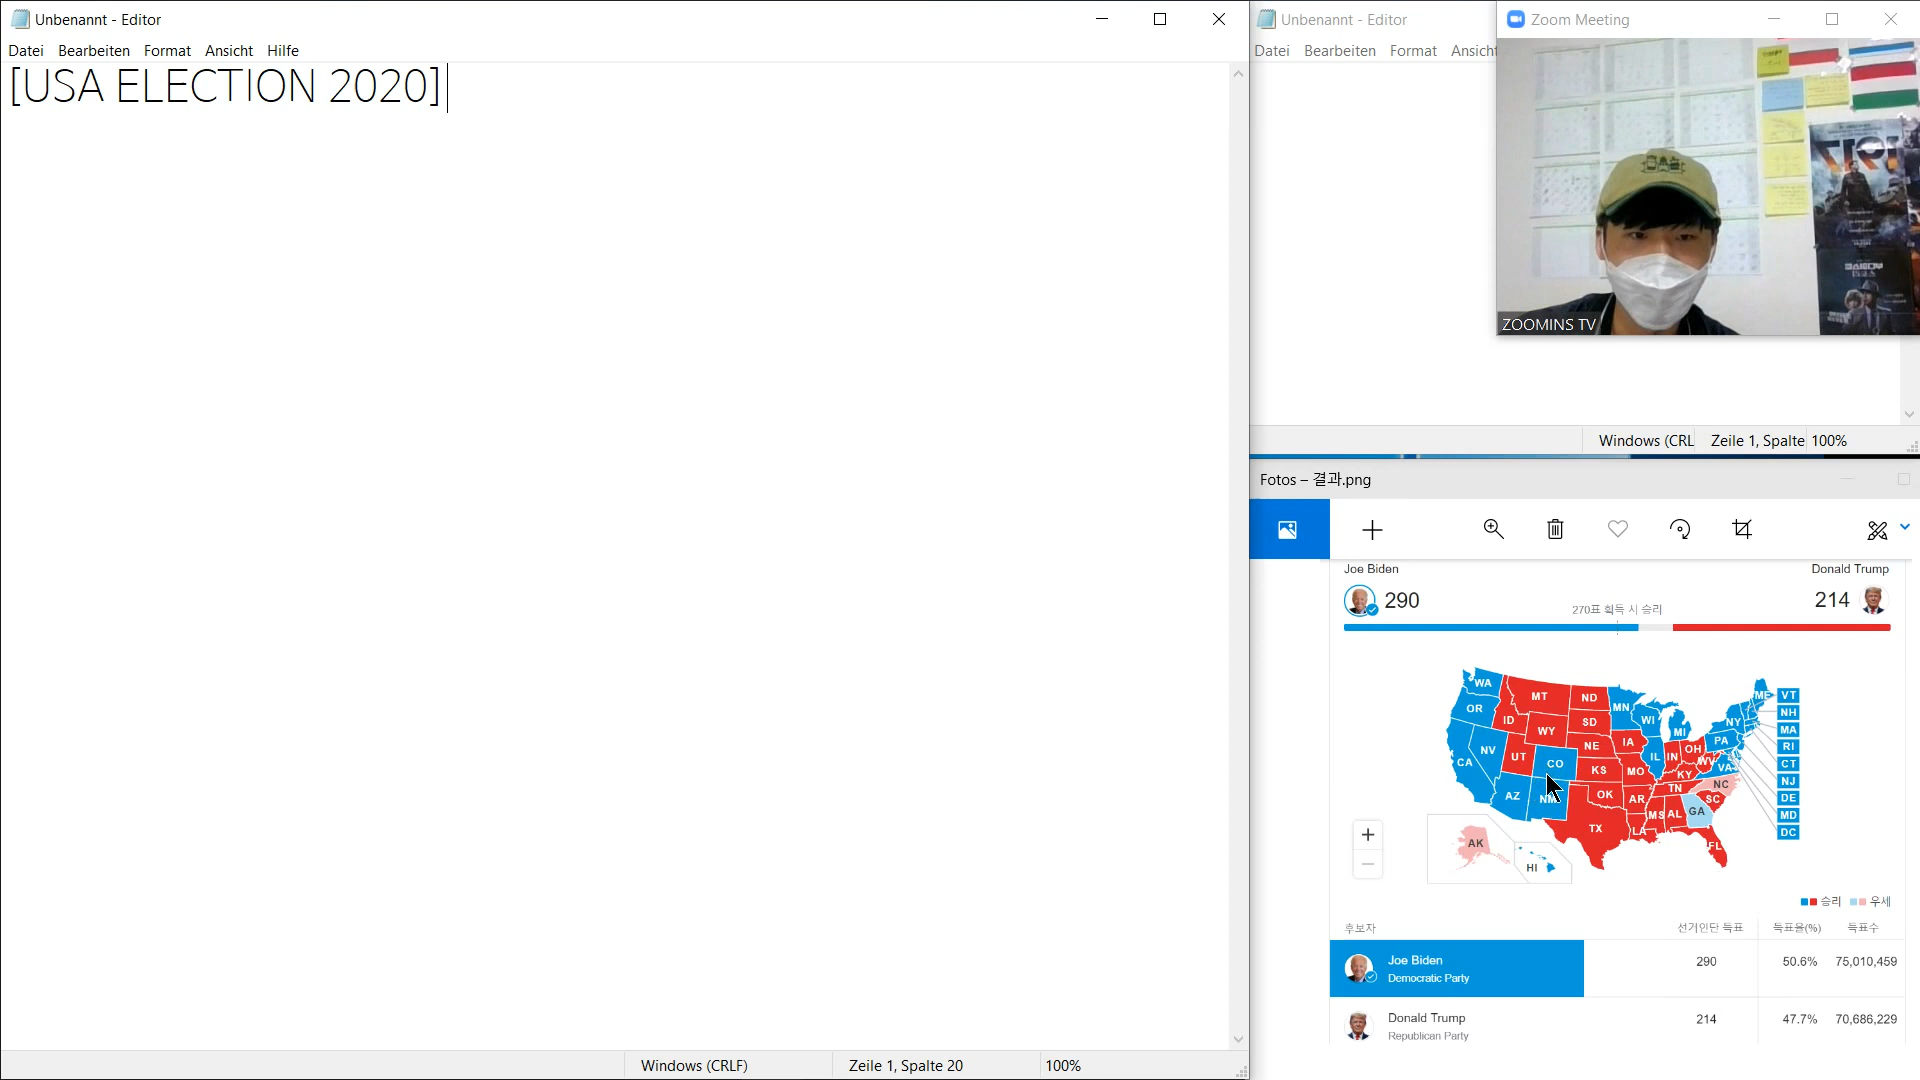 Unbenannt - Editor
Datei Bearbeiten Format Ansicht Hilfe
[USA ELECTION 2020]
Windows (CRLF) Zeile 1, Spalte 20 100%
Unbenannt - Editor
Datei Bearbeiten Format Ansicht
Zoom Meeting
ZOOMINS TV
Windows (CRL Zeile 1, Spalte 100%
Fotos – 결과.png
Joe Biden Donald Trump
290 214
270표 획득 시 승리
WA MT ND MN ME VT
OR ID SD WI NY NH
WY MI MA
NV NE IA PA RI
CA UT CO IL IN OH WV VA CT
KS MO KY NJ
AZ NM OK AR TN NC DE
SC MD
TX LA MS AL GA DC
FL
AK HI
+
−
승리 우세
후보자 선거인단 득표 득표율(%) 득표수
Joe Biden 290 50.6% 75,010,459
Democratic Party
Donald Trump 214 47.7% 70,686,229
Republican Party